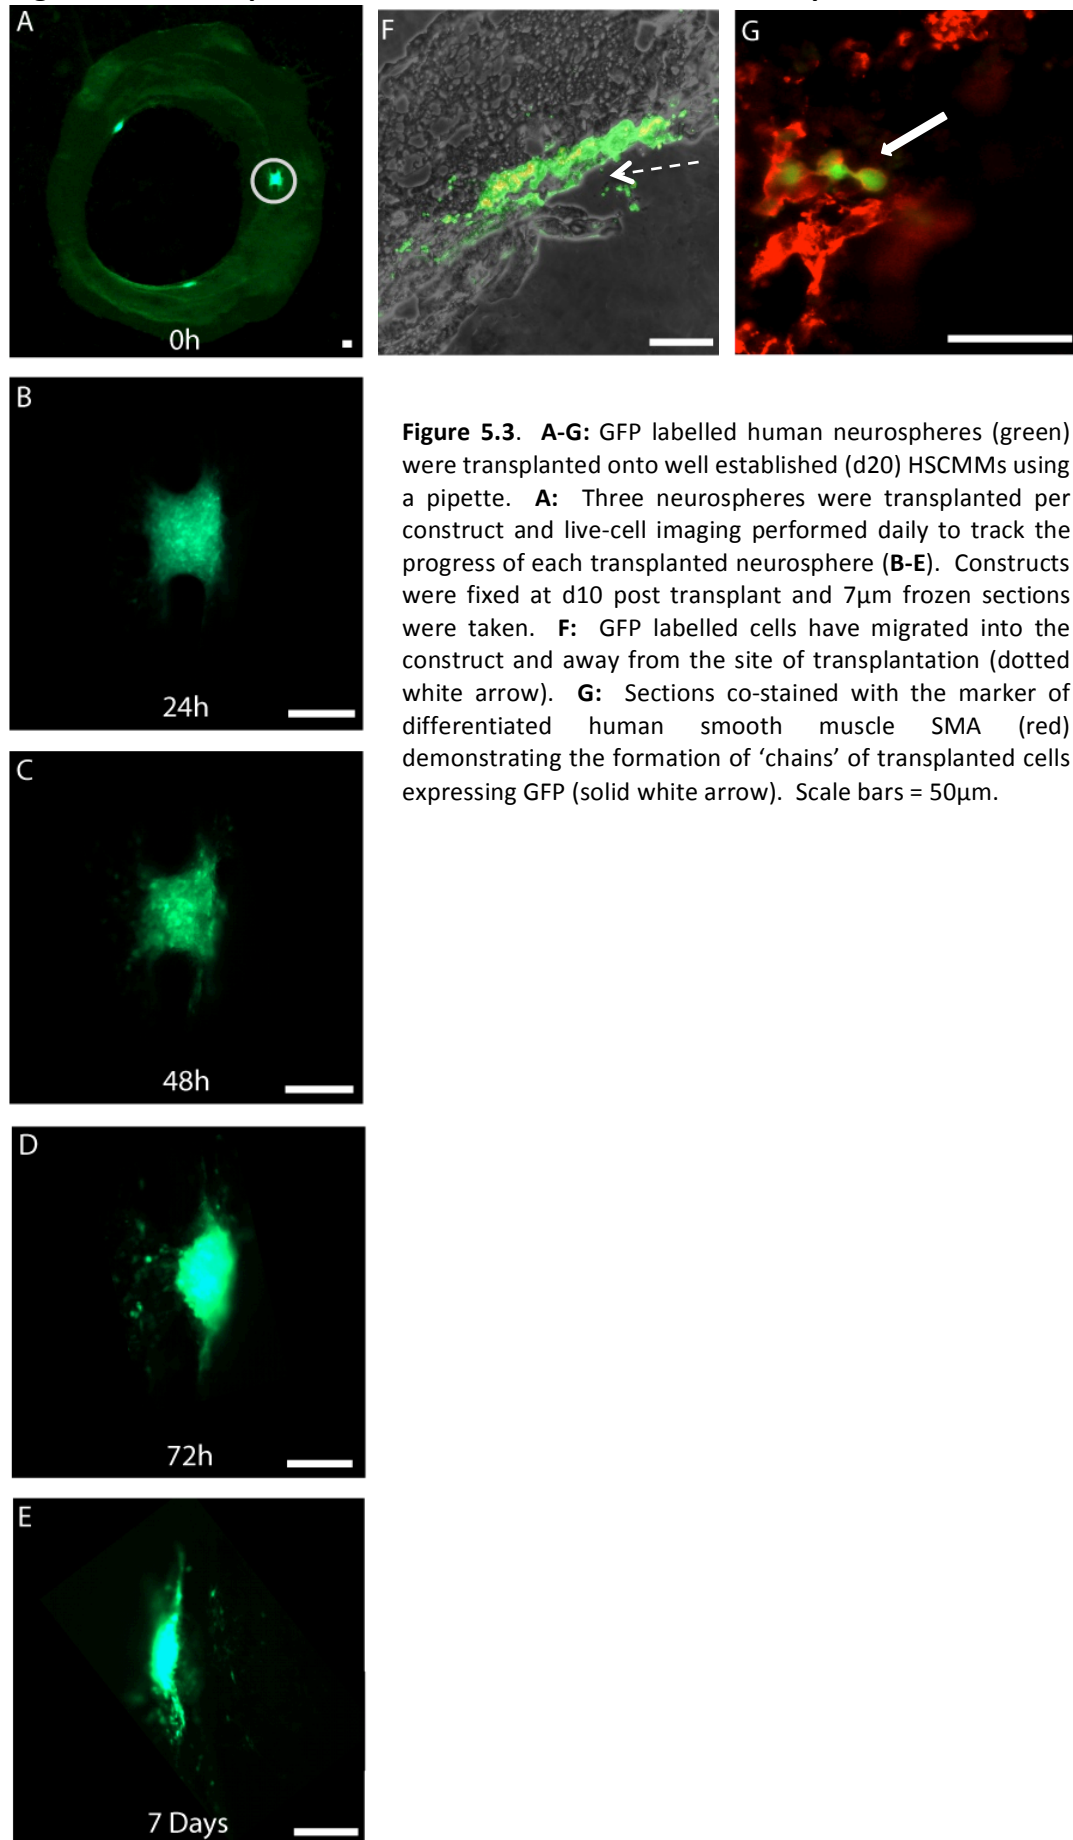 A
0h
F
G
B
24h
C
48h
D
72h
E
7 Days
Figure 5.3. A-G: GFP labelled human neurospheres (green)
were transplanted onto well established (d20) HSCMMs using
a pipette. A: Three neurospheres were transplanted per
construct and live-cell imaging performed daily to track the
progress of each transplanted neurosphere (B-E). Constructs
were fixed at d10 post transplant and 7µm frozen sections
were taken. F: GFP labelled cells have migrated into the
construct and away from the site of transplantation (dotted
white arrow). G: Sections co-stained with the marker of
differentiated human smooth muscle SMA (red)
demonstrating the formation of ‘chains’ of transplanted cells
expressing GFP (solid white arrow). Scale bars = 50µm.